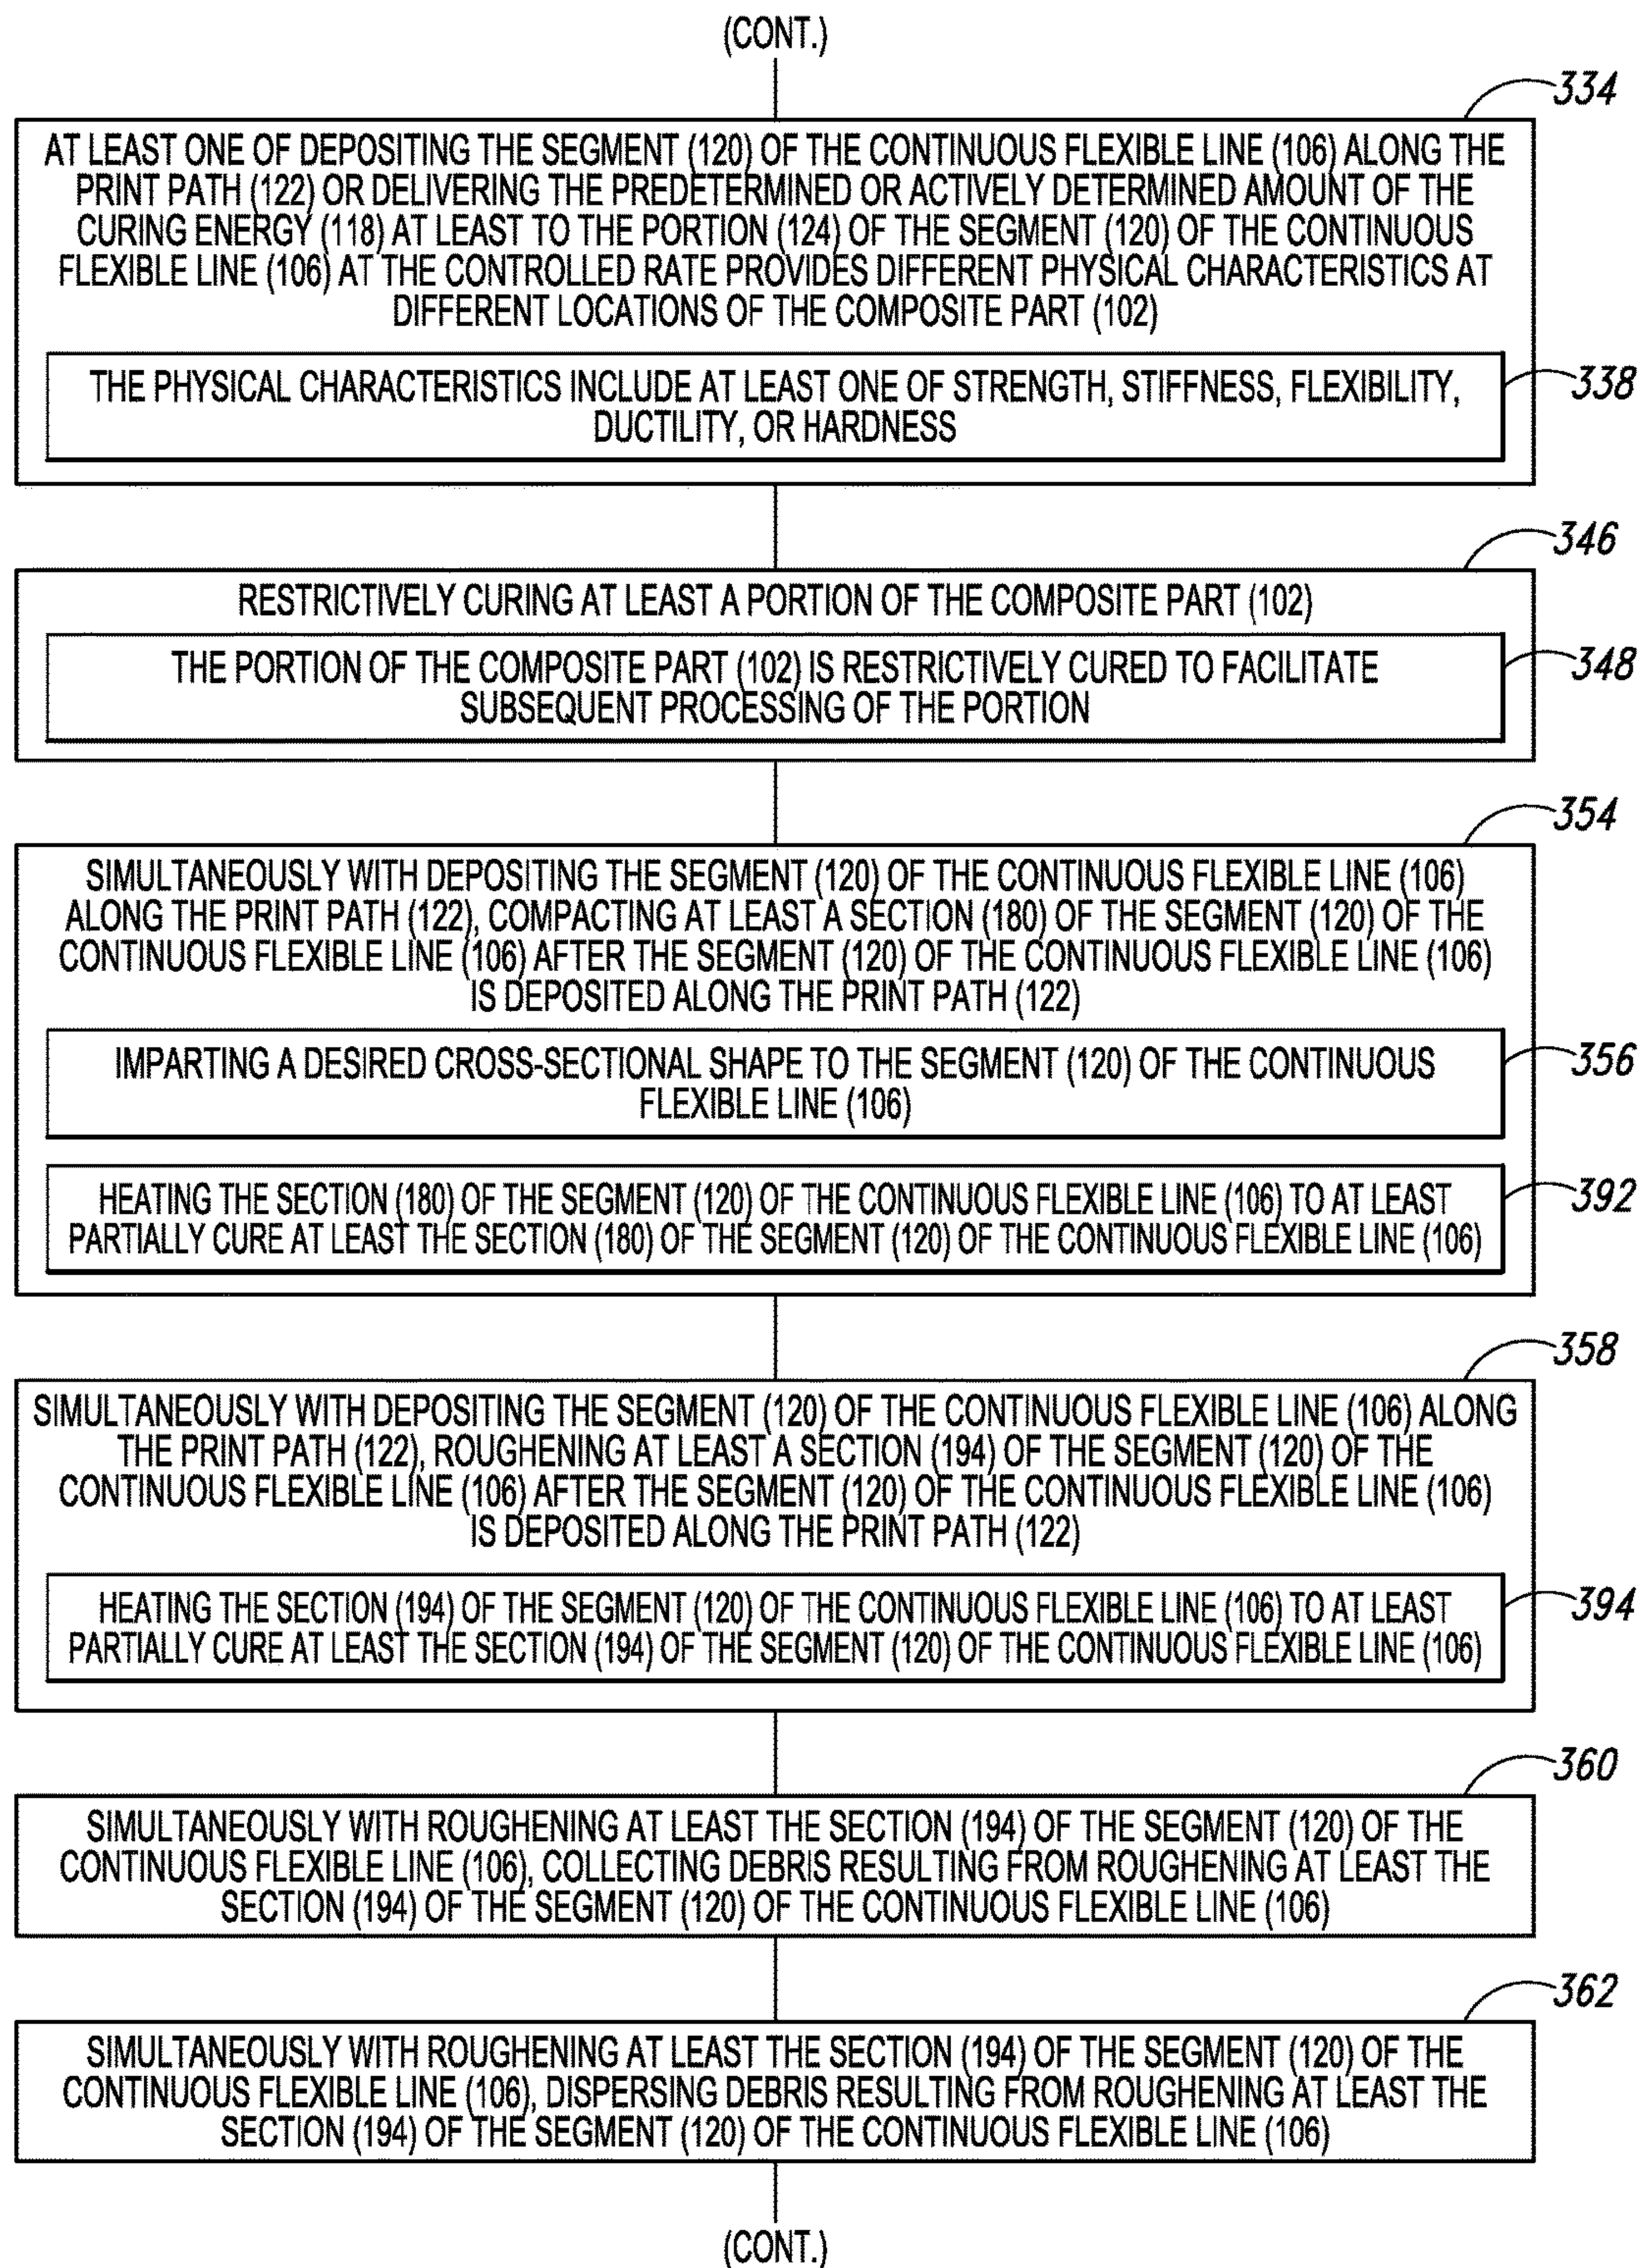 (CONT.)
334
AT LEAST ONE OF DEPOSITING THE SEGMENT (120) OF THE CONTINUOUS FLEXIBLE LINE (106) ALONG THE
PRINT PATH (122) OR DELIVERING THE PREDETERMINED OR ACTIVELY DETERMINED AMOUNT OF THE
CURING ENERGY (118) AT LEAST TO THE PORTION (124) OF THE SEGMENT (120) OF THE CONTINUOUS
FLEXIBLE LINE (106) AT THE CONTROLLED RATE PROVIDES DIFFERENT PHYSICAL CHARACTERISTICS AT
DIFFERENT LOCATIONS OF THE COMPOSITE PART (102)
338
THE PHYSICAL CHARACTERISTICS INCLUDE AT LEAST ONE OF STRENGTH, STIFFNESS, FLEXIBILITY,
DUCTILITY, OR HARDNESS
346
RESTRICTIVELY CURING AT LEAST A PORTION OF THE COMPOSITE PART (102)
348
THE PORTION OF THE COMPOSITE PART (102) IS RESTRICTIVELY CURED TO FACILITATE
SUBSEQUENT PROCESSING OF THE PORTION
354
SIMULTANEOUSLY WITH DEPOSITING THE SEGMENT (120) OF THE CONTINUOUS FLEXIBLE LINE (106)
ALONG THE PRINT PATH (122), COMPACTING AT LEAST A SECTION (180) OF THE SEGMENT (120) OF THE
CONTINUOUS FLEXIBLE LINE (106) AFTER THE SEGMENT (120) OF THE CONTINUOUS FLEXIBLE LINE (106)
IS DEPOSITED ALONG THE PRINT PATH (122)
356
IMPARTING A DESIRED CROSS-SECTIONAL SHAPE TO THE SEGMENT (120) OF THE CONTINUOUS
FLEXIBLE LINE (106)
392
HEATING THE SECTION (180) OF THE SEGMENT (120) OF THE CONTINUOUS FLEXIBLE LINE (106) TO AT LEAST
PARTIALLY CURE AT LEAST THE SECTION (180) OF THE SEGMENT (120) OF THE CONTINUOUS FLEXIBLE LINE (106)
358
SIMULTANEOUSLY WITH DEPOSITING THE SEGMENT (120) OF THE CONTINUOUS FLEXIBLE LINE (106) ALONG
THE PRINT PATH (122), ROUGHENING AT LEAST A SECTION (194) OF THE SEGMENT (120) OF THE
CONTINUOUS FLEXIBLE LINE (106) AFTER THE SEGMENT (120) OF THE CONTINUOUS FLEXIBLE LINE (106)
IS DEPOSITED ALONG THE PRINT PATH (122)
394
HEATING THE SECTION (194) OF THE SEGMENT (120) OF THE CONTINUOUS FLEXIBLE LINE (106) TO AT LEAST
PARTIALLY CURE AT LEAST THE SECTION (194) OF THE SEGMENT (120) OF THE CONTINUOUS FLEXIBLE LINE (106)
360
SIMULTANEOUSLY WITH ROUGHENING AT LEAST THE SECTION (194) OF THE SEGMENT (120) OF THE
CONTINUOUS FLEXIBLE LINE (106), COLLECTING DEBRIS RESULTING FROM ROUGHENING AT LEAST THE
SECTION (194) OF THE SEGMENT (120) OF THE CONTINUOUS FLEXIBLE LINE (106)
362
SIMULTANEOUSLY WITH ROUGHENING AT LEAST THE SECTION (194) OF THE SEGMENT (120) OF THE
CONTINUOUS FLEXIBLE LINE (106), DISPERSING DEBRIS RESULTING FROM ROUGHENING AT LEAST THE
SECTION (194) OF THE SEGMENT (120) OF THE CONTINUOUS FLEXIBLE LINE (106)
(CONT.)